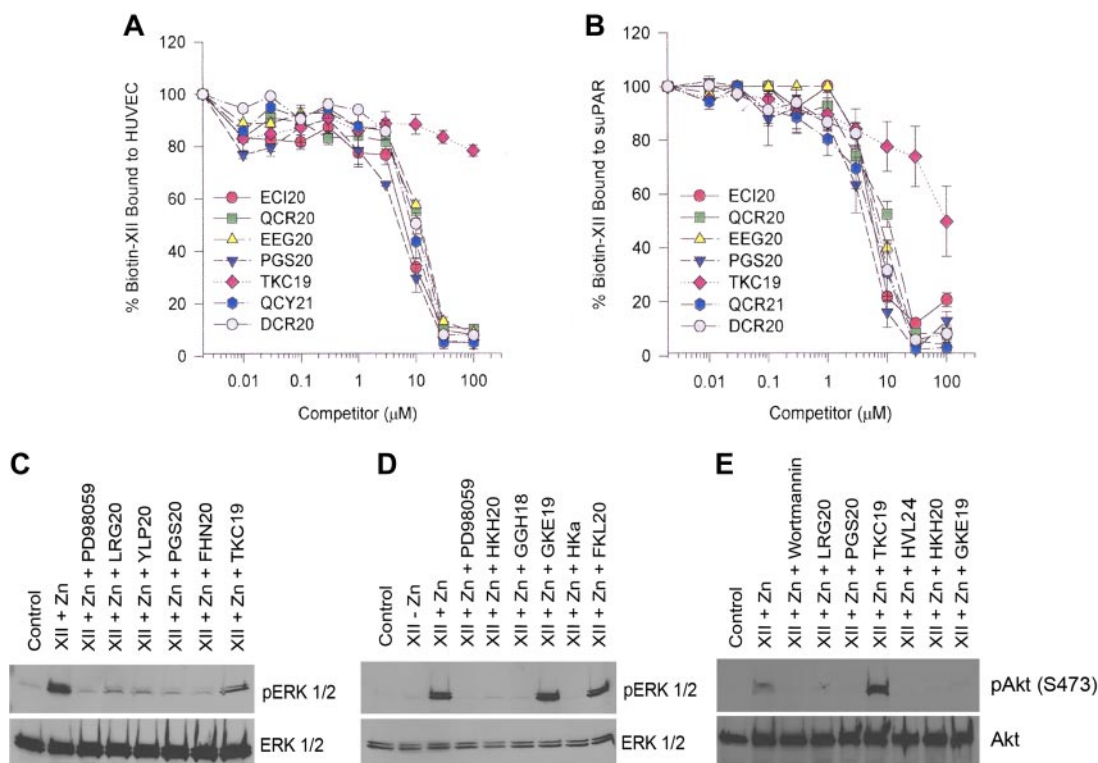 A
% Biotin-XII Bound to HUVEC
120
100
80
60
40
20
0
ECI20
QCR20
EEG20
PGS20
TKC19
QCY21
DCR20
0.01
0.1
1
10
100
Competitor (μM)
B
% Biotin-XII Bound to suPAR
120
100
80
60
40
20
0
ECI20
QCR20
EEG20
PGS20
TKC19
QCR21
DCR20
0.01
0.1
1
10
100
Competitor (μM)
C
Control
XII + Zn
XII + Zn + PD98059
XII + Zn + LRG20
XII + Zn + YLP20
XII + Zn + PGS20
XII + Zn + FHN20
XII + Zn + TKC19
pERK 1/2
ERK 1/2
D
Control
XII - Zn
XII + Zn
XII + Zn + PD98059
XII + Zn + HKH20
XII + Zn + GGH18
XII + Zn + GKE19
XII + Zn + HKa
XII + Zn + FKL20
pERK 1/2
ERK 1/2
E
Control
XII + Zn
XII + Zn + Wortmannin
XII + Zn + LRG20
XII + Zn + PGS20
XII + Zn + TKC19
XII + Zn + HVL24
XII + Zn + HKH20
XII + Zn + GKE19
pAkt (S473)
Akt